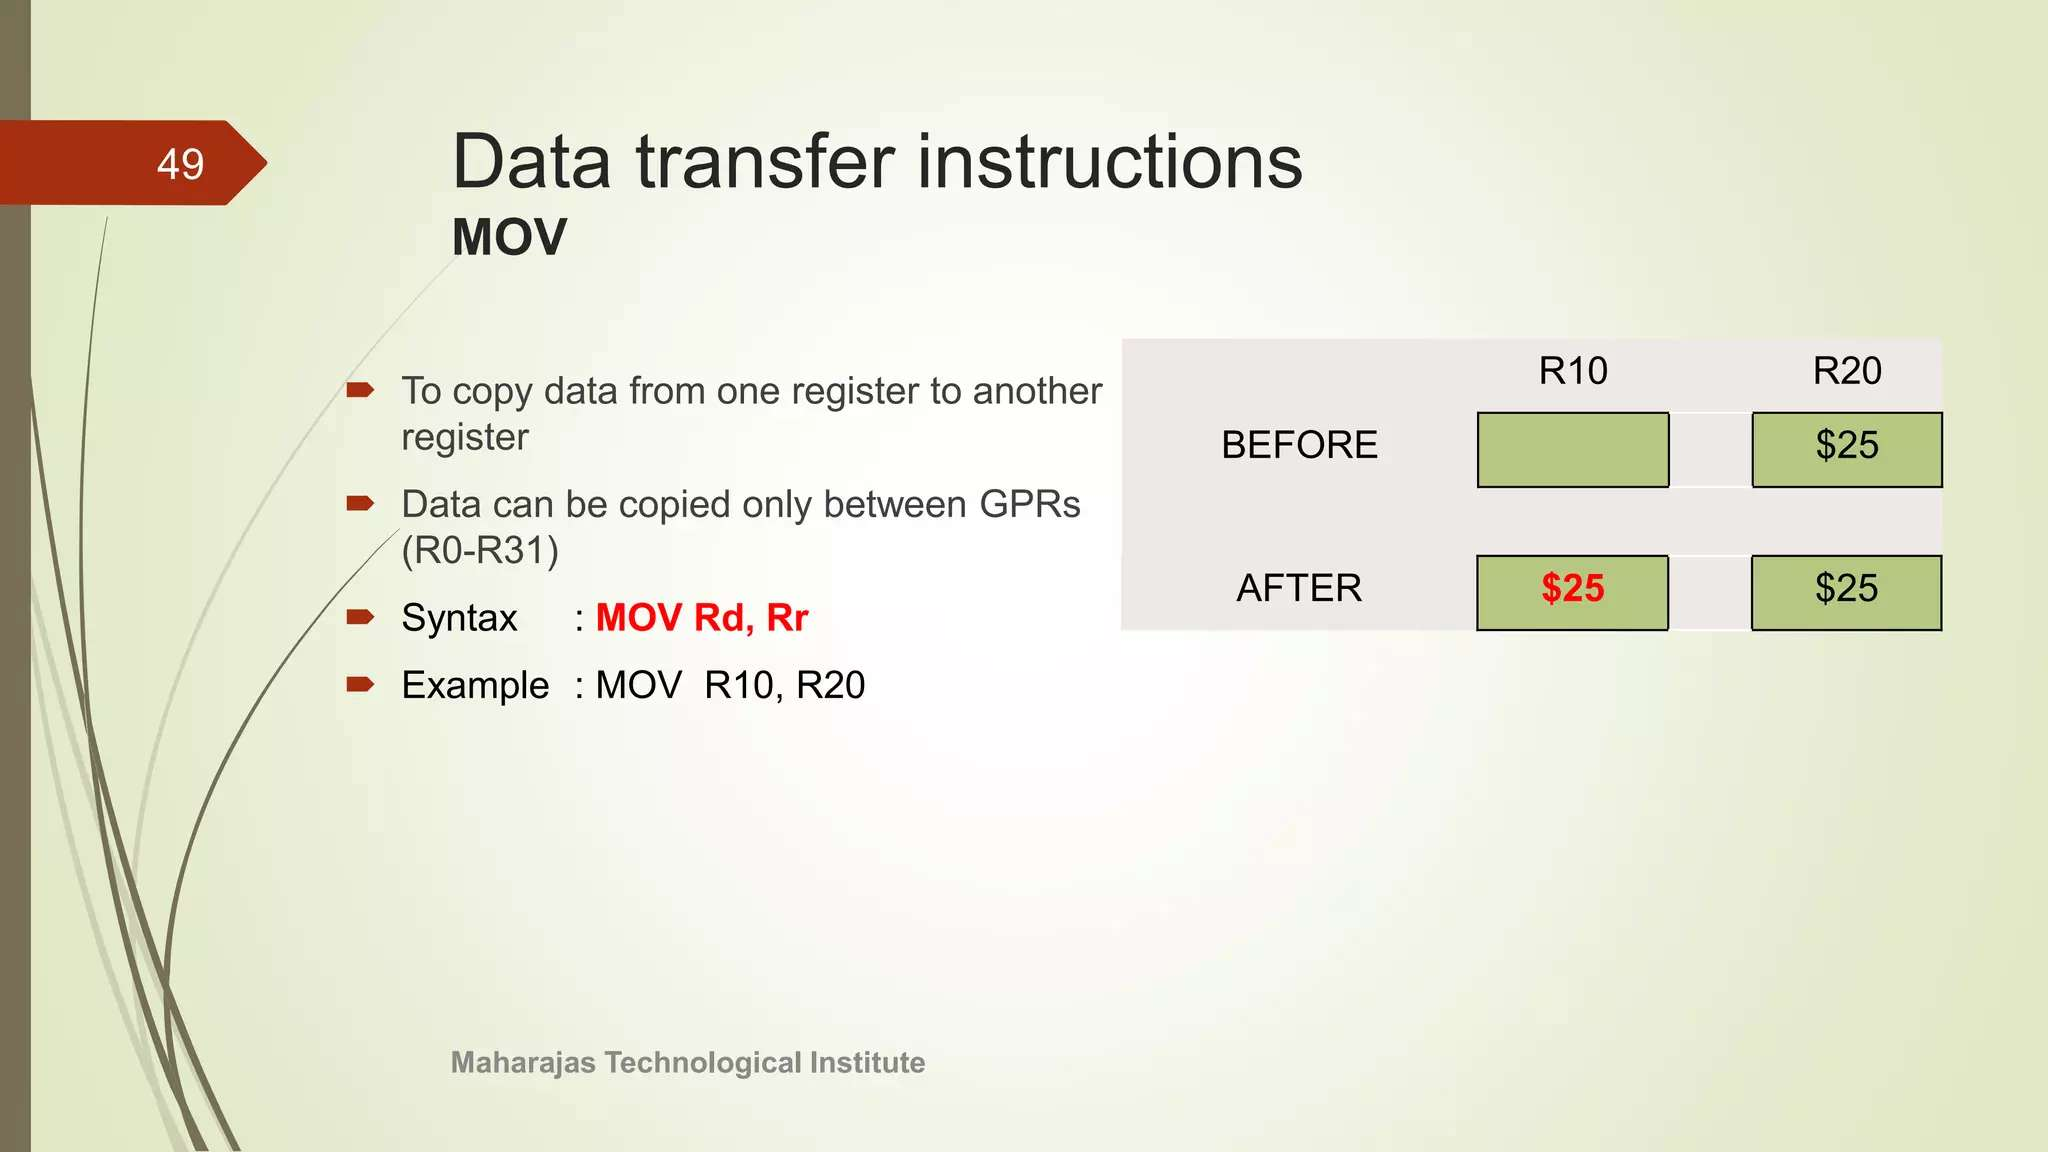 49
Data transfer instructions
MOV
To copy data from one register to another
register
Data can be copied only between GPRs
(R0-R31)
Syntax : MOV Rd, Rr
Example : MOV R10, R20
R10 R20
BEFORE $25
AFTER $25 $25
Maharajas Technological Institute